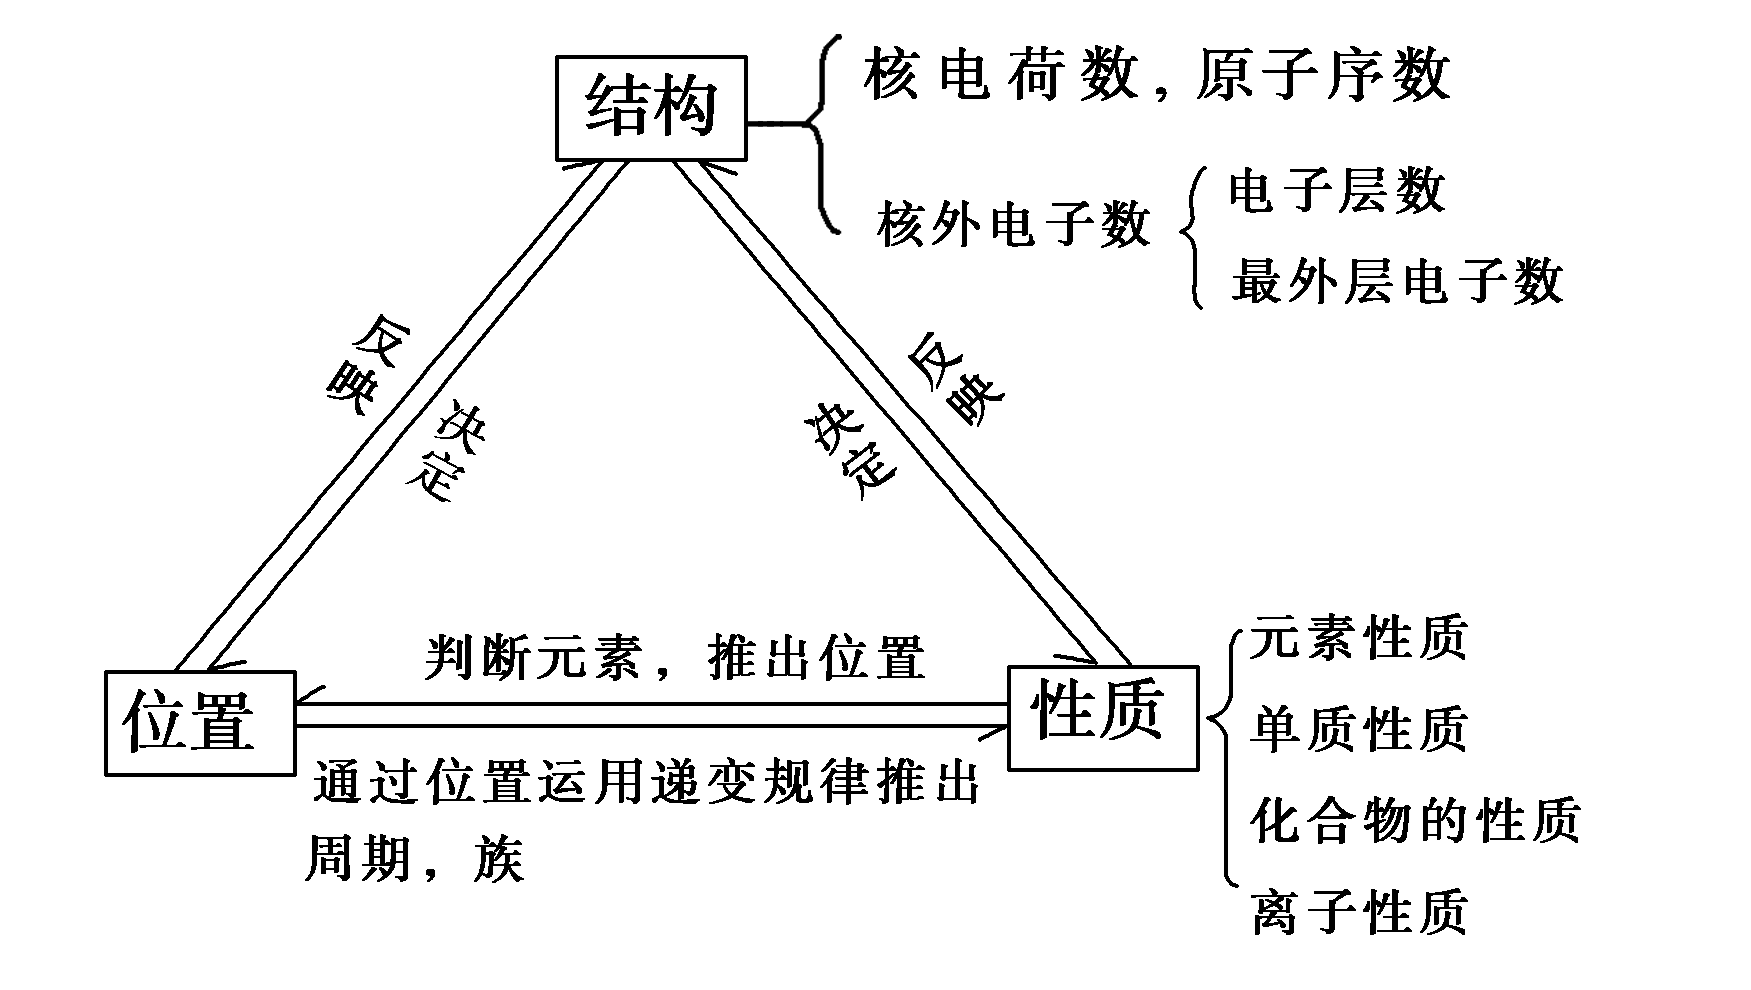 结构
核电荷数，原子序数
核外电子数
电子层数
最外层电子数
反映
决定
决定
反映
判断元素，推出位置
位置
性质
通过位置运用递变规律推出
周期，族
元素性质
单质性质
化合物的性质
离子性质